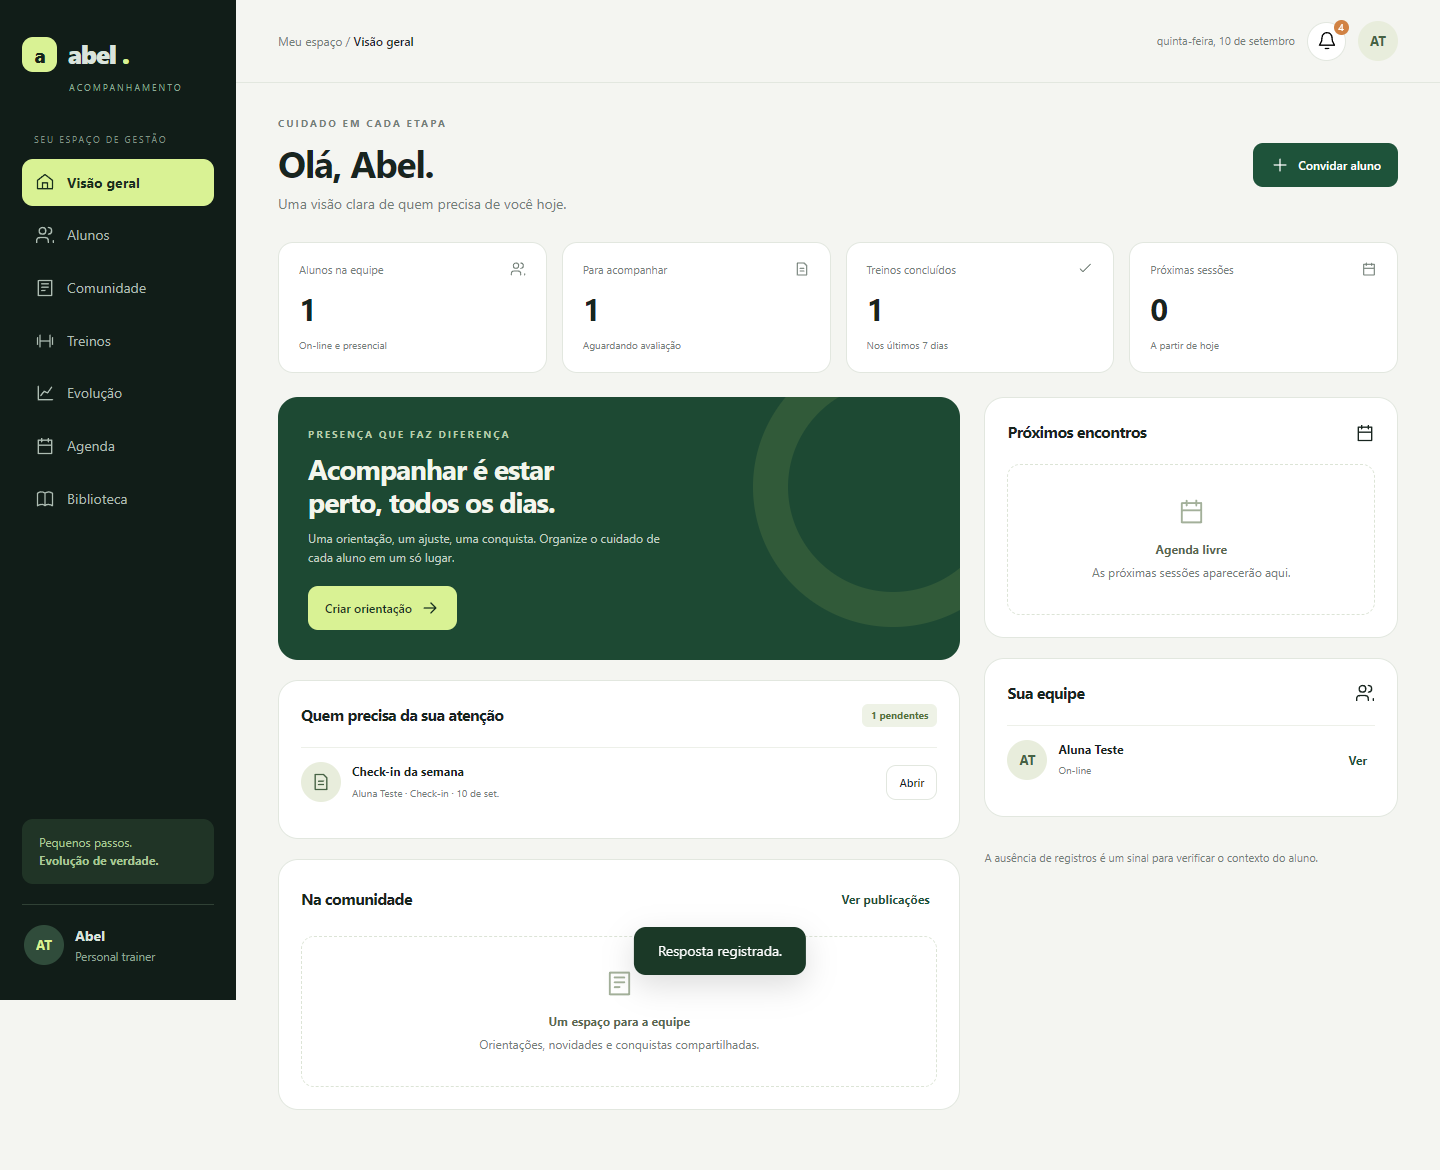 a
abel .
ACOMPANHAMENTO
SEU ESPAÇO DE GESTÃO
Visão geral
Alunos
Comunidade
Treinos
Evolução
Agenda
Biblioteca
Pequenos passos.
Evolução de verdade.
AT
Abel
Personal trainer
Meu espaço / Visão geral
quinta-feira, 10 de setembro
4
AT
CUIDADO EM CADA ETAPA
Olá, Abel.
Uma visão clara de quem precisa de você hoje.
Convidar aluno
Alunos na equipe
1
On-line e presencial
Para acompanhar
1
Aguardando avaliação
Treinos concluídos
1
Nos últimos 7 dias
Próximas sessões
0
A partir de hoje
PRESENÇA QUE FAZ DIFERENÇA
Acompanhar é estar
perto, todos os dias.
Uma orientação, um ajuste, uma conquista. Organize o cuidado de
cada aluno em um só lugar.
Criar orientação
Quem precisa da sua atenção
1 pendentes
Check-in da semana
Aluna Teste · Check-in · 10 de set.
Abrir
Na comunidade
Ver publicações
Resposta registrada.
Um espaço para a equipe
Orientações, novidades e conquistas compartilhadas.
Próximos encontros
Agenda livre
As próximas sessões aparecerão aqui.
Sua equipe
AT
Aluna Teste
On-line
Ver
A ausência de registros é um sinal para verificar o contexto do aluno.